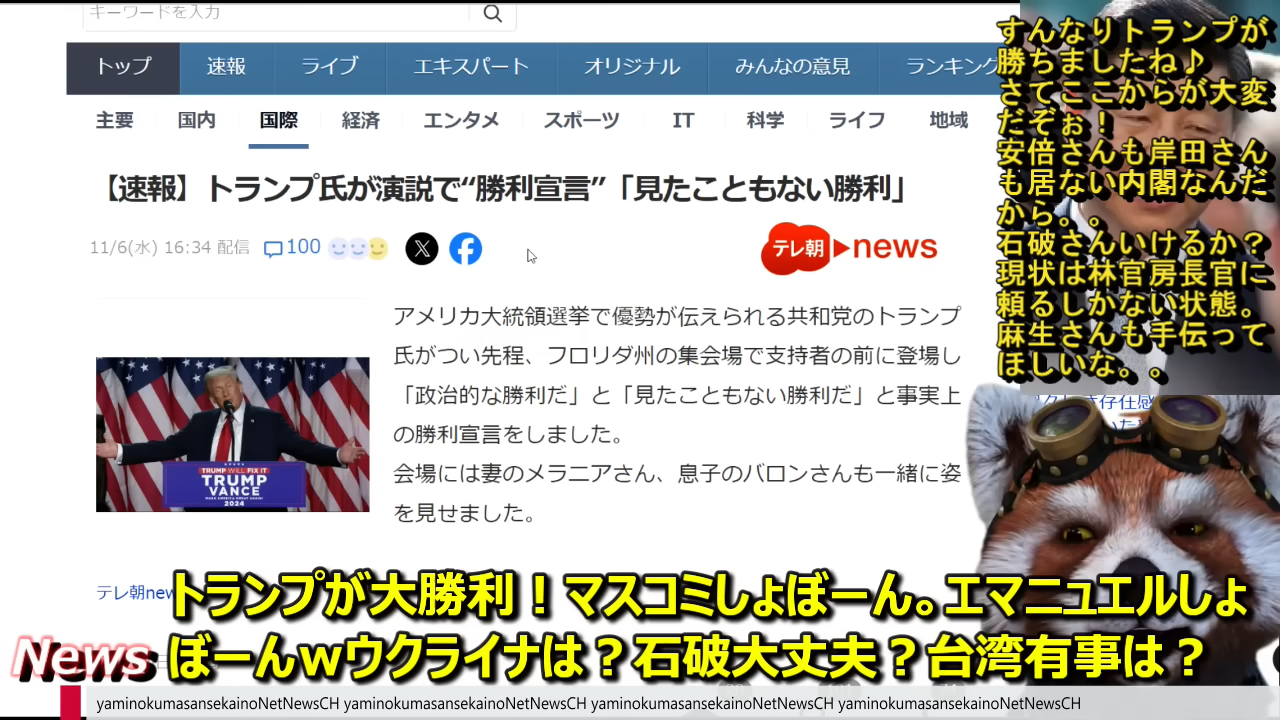 キーワードを入力
トップ 速報 ライブ エキスパート オリジナル みんなの意見 ランキング
主要 国内 国際 経済 エンタメ スポーツ IT 科学 ライフ 地域
【速報】トランプ氏が演説で“勝利宣言”「見たこともない勝利」
11/6(水) 16:34 配信 100
テレ朝news
アメリカ大統領選挙で優勢が伝えられる共和党のトランプ
氏がつい先程、フロリダ州の集会場で支持者の前に登場し
「政治的な勝利だ」と「見たこともない勝利だ」と事実上
の勝利宣言をしました。
会場には妻のメラニアさん、息子のバロンさんも一緒に姿
を見せました。
TRUMP WILL FIX IT
TRUMP
VANCE
2024
テレ朝new
すんなりトランプが
勝ちましたね♪
さてここからが大変
だぞぉ！
安倍さんも岸田さん
も居ない内閣なんだ
から。。
石破さんいけるか？
現状は林官房長官に
頼るしかない状態。
麻生さんも手伝って
ほしいな。。
トランプが大勝利！マスコミしょぼーん。エマニュエルしょ
ぼーんwウクライナは？石破大丈夫？台湾有事は？
News
yaminokumasansekainoNetNewsCH yaminokumasansekainoNetNewsCH yaminokumasansekainoNetNewsCH yaminokumasansekainoNetNewsCH